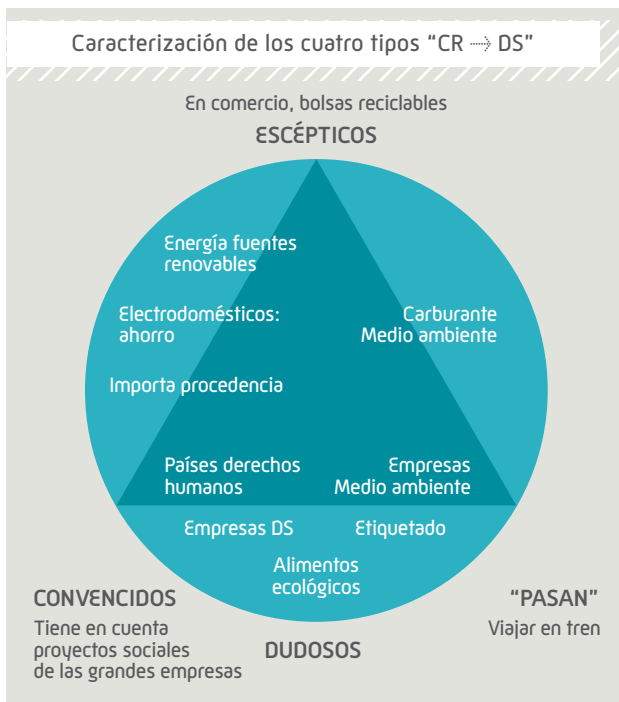 Caracterización de los cuatro tipos “CR ···> DS”
En comercio, bolsas reciclables
ESCÉPTICOS
Energía fuentes
renovables
Electrodomésticos:
ahorro
Carburante
Medio ambiente
Importa procedencia
Países derechos
humanos
Empresas
Medio ambiente
Empresas DS
Etiquetado
Alimentos
ecológicos
CONVENCIDOS
Tiene en cuenta
proyectos sociales
de las grandes empresas
DUDOSOS
“PASAN”
Viajar en tren